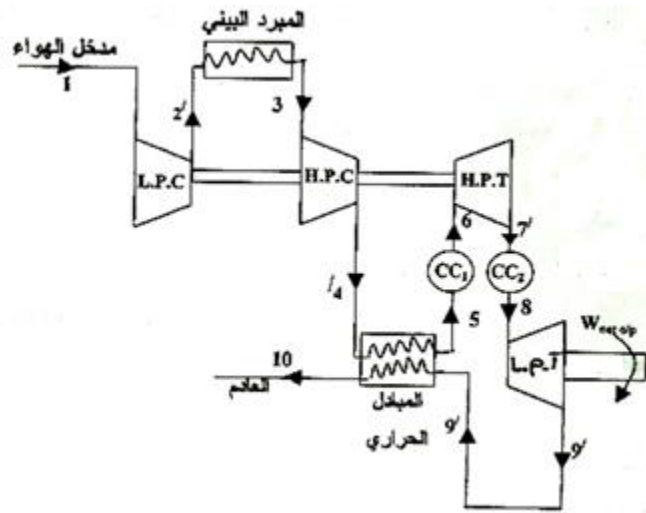 المبرد البيني
مدخل الهواء
1
2/
3
L.P.C
H.P.C
H.P.T
6
7/
CC₁
CC₂
/4
5
8
Wnet o/p
L.P.T
10
العادم
المبادل
الحراري
9/
9/